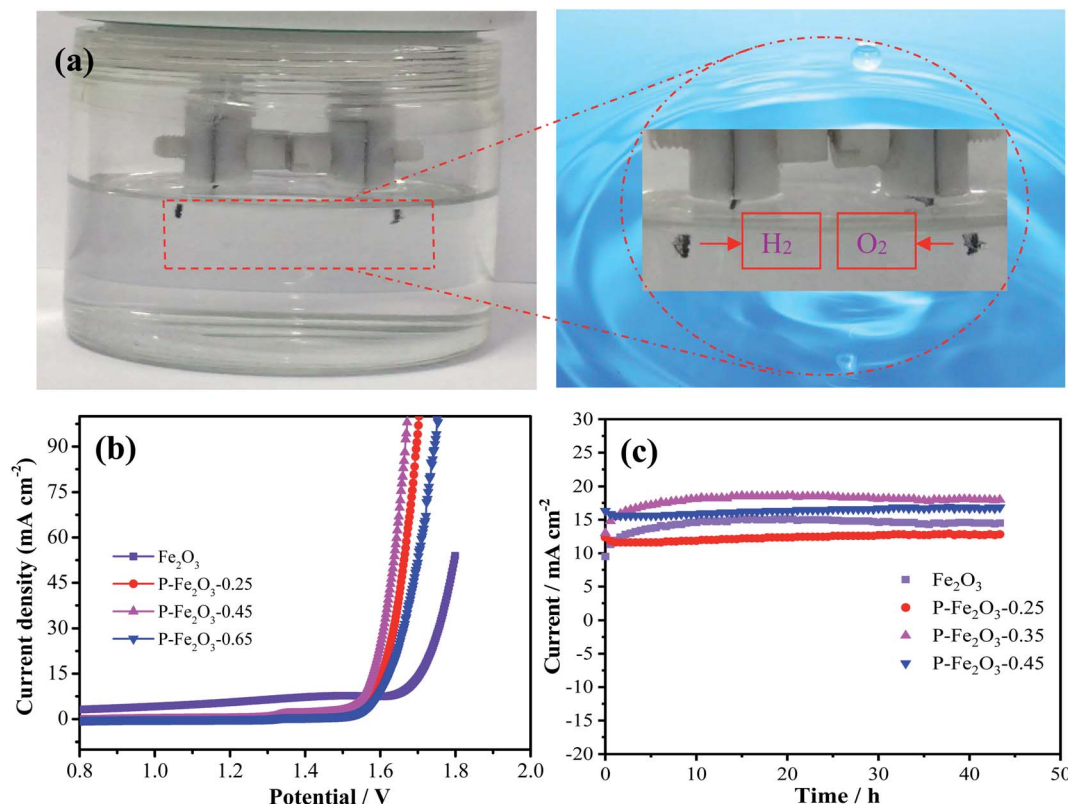 (a)
H₂ O₂
(b)
Current density (mA cm⁻²)
90
75
60
45
30
15
0
Fe₂O₃
P-Fe₂O₃-0.25
P-Fe₂O₃-0.45
P-Fe₂O₃-0.65
0.8 1.0 1.2 1.4 1.6 1.8 2.0
Potential / V
(c)
Current / mA cm⁻²
30
25
20
15
10
5
0
-5
-10
-15
-20
Fe₂O₃
P-Fe₂O₃-0.25
P-Fe₂O₃-0.35
P-Fe₂O₃-0.45
0 10 20 30 40 50
Time / h